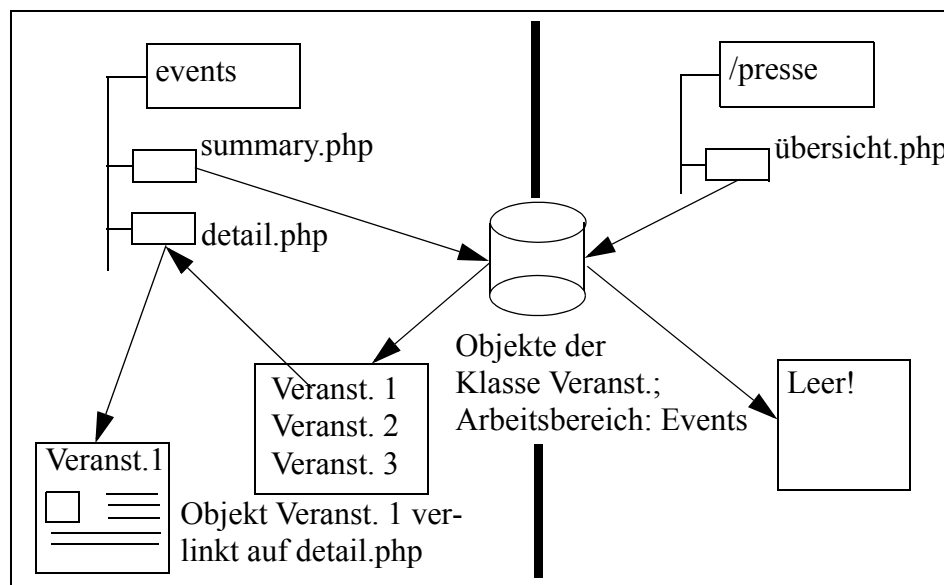 events
summary.php
detail.php
/presse
übersicht.php
Objekte der
Klasse Veranst.;
Arbeitsbereich: Events
Veranst. 1
Veranst. 2
Veranst. 3
Leer!
Veranst.1
Objekt Veranst. 1 ver-
linkt auf detail.php